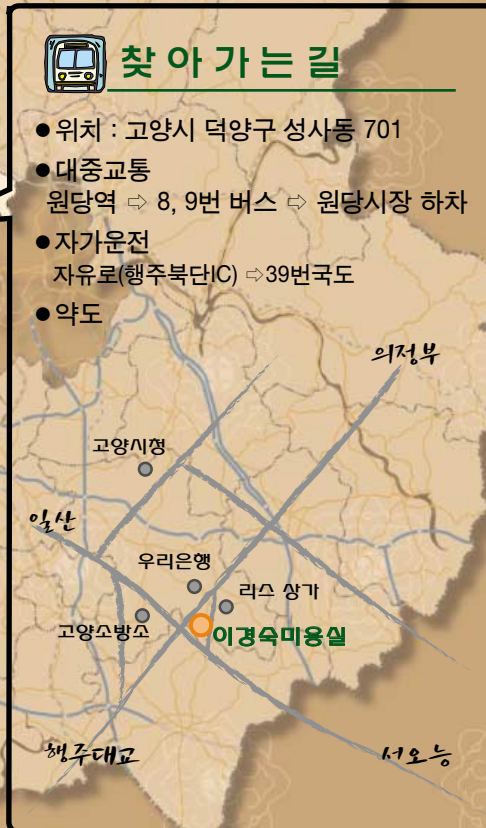 찾아가는길
●위치 : 고양시 덕양구 성사동 701
●대중교통
원당역 ⇨ 8, 9번 버스 ⇨ 원당시장 하차
●자가운전
자유로(행주북단IC) ⇨39번국도
●약도
의정부
고양시청
일산
우리은행
리스 상가
고양소방소
이경숙미용실
행주대교
서오능